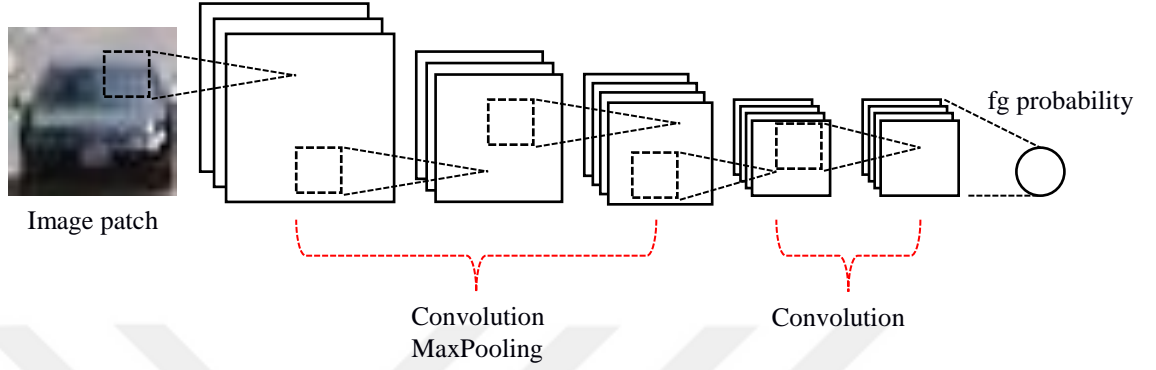 fg probability
Image patch
Convolution
MaxPooling
Convolution